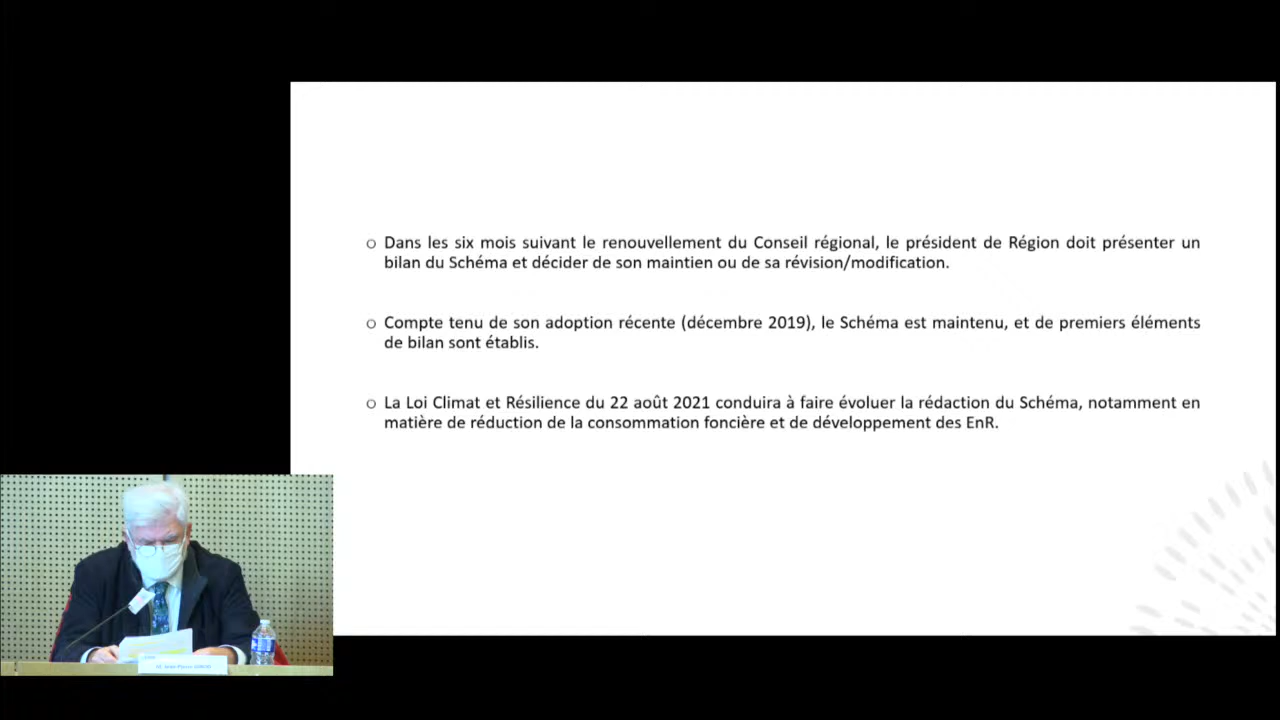 o Dans les six mois suivant le renouvellement du Conseil régional, le président de Région doit présenter un
bilan du Schéma et décider de son maintien ou de sa révision/modification.
o Compte tenu de son adoption récente (décembre 2019), le Schéma est maintenu, et de premiers éléments
de bilan sont établis.
o La Loi Climat et Résilience du 22 août 2021 conduira à faire évoluer la rédaction du Schéma, notamment en
matière de réduction de la consommation foncière et de développement des EnR.
M. Jean-Pierre